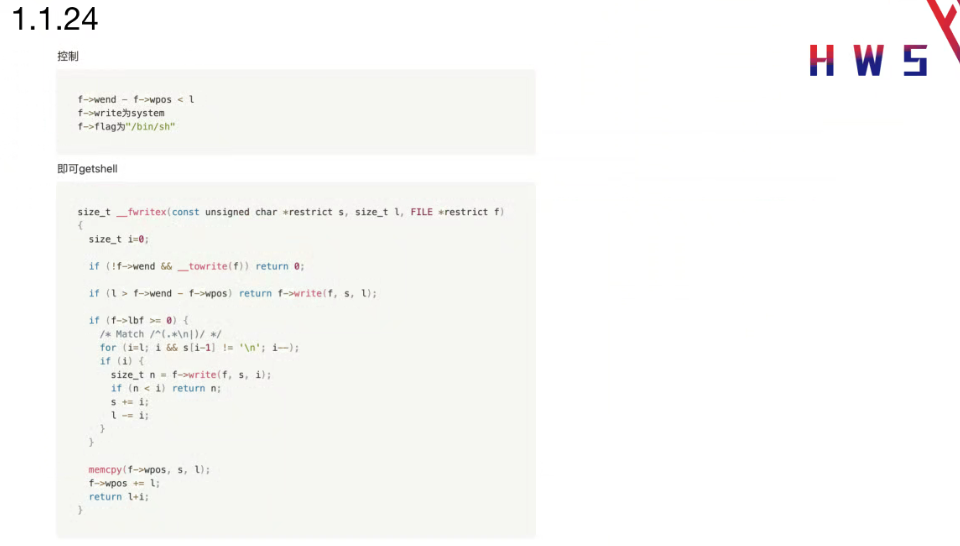 1.1.24
HWS
控制
f->wend - f->wpos < l
f->write为system
f->flag为"/bin/sh"
即可getshell
size_t __fwritex(const unsigned char *restrict s, size_t l, FILE *restrict f)
{
size_t i=0;
if (!f->wend && __towrite(f)) return 0;
if (l > f->wend - f->wpos) return f->write(f, s, l);
if (f->lbf >= 0) {
/* Match /^(.*\n|)/ */
for (i=l; i && s[i-1] != '\n'; i--);
if (i) {
size_t n = f->write(f, s, i);
if (n < i) return n;
s += i;
l -= i;
}
}
memcpy(f->wpos, s, l);
f->wpos += l;
return l+i;
}